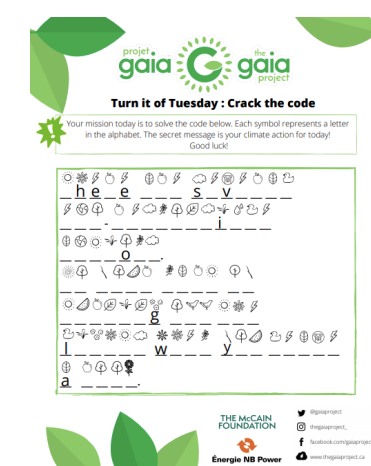 projet
gaia
the
gaia
project
Turn it of Tuesday : Crack the code
Your mission today is to solve the code below. Each symbol represents a letter
in the alphabet. The secret message is your climate action for today!
Good luck!
h e e s v
- i
o .
g
l w y
a .
THE McCAIN
FOUNDATION
Énergie NB Power
@gaiaproject
thegaiaproject_
facebook.com/gaiaprojec
www.thegaiaproject.ca